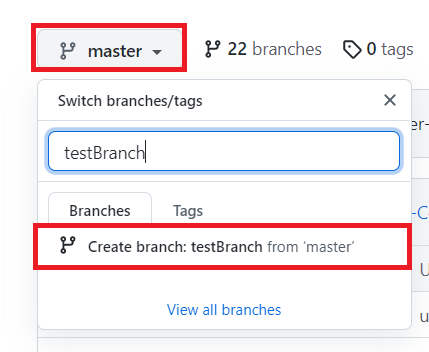 master 22 branches 0 tags
Switch branches/tags
er-
testBranch
Branches Tags
-C
Create branch: testBranch from 'master'
U
View all branches
u